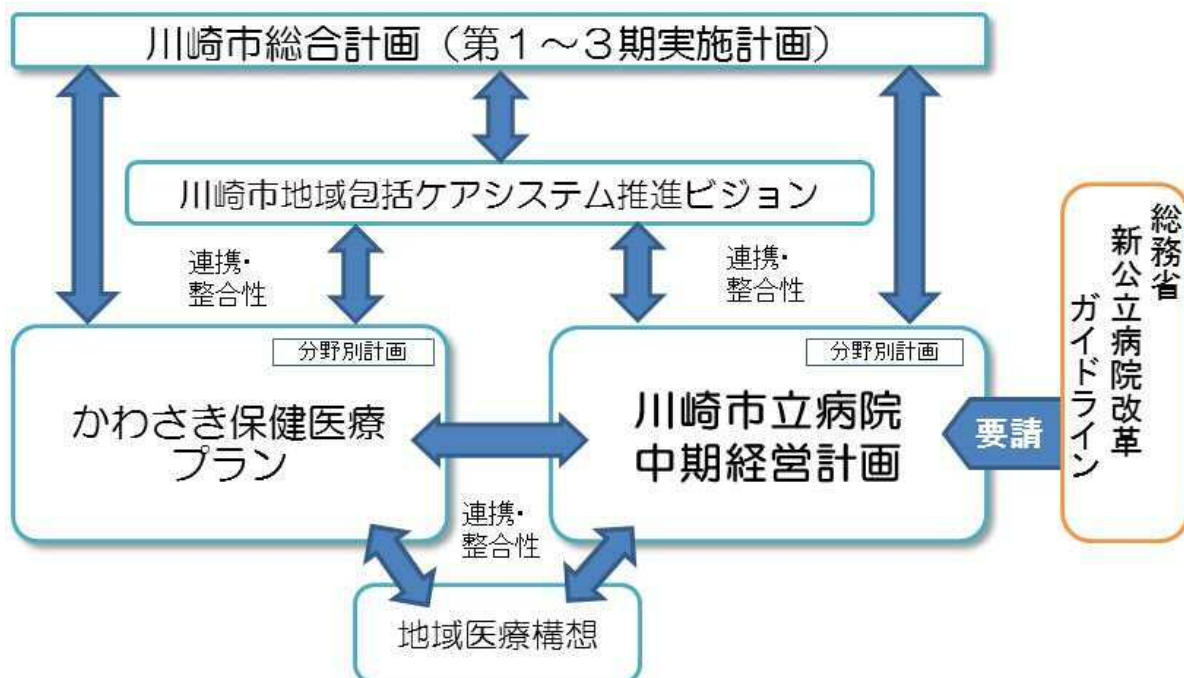 川崎市総合計画（第１～３期実施計画）
川崎市地域包括ケアシステム推進ビジョン
連携・
整合性
連携・
整合性
分野別計画
かわさき保健医療
プラン
分野別計画
川崎市立病院
中期経営計画
要請
総務省
新公立病院改革
ガイドライン
連携・
整合性
地域医療構想